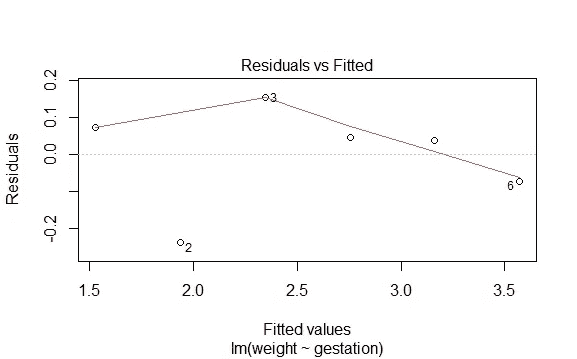 Residuals vs Fitted
0.2
0.1
0.0
-0.2
Residuals
3
6
2
1.5 2.0 2.5 3.0 3.5
Fitted values
lm(weight ~ gestation)